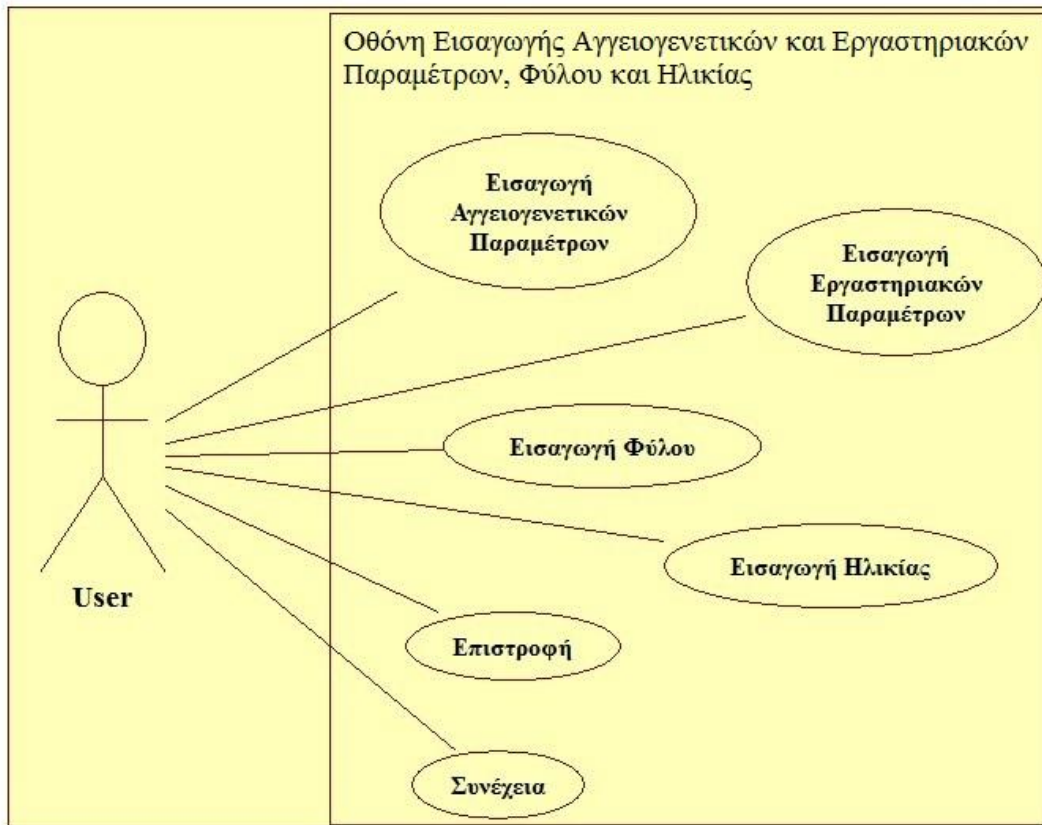 Οθόνη Εισαγωγής Αγγειογενετικών και Εργαστηριακών
Παραμέτρων, Φύλου και Ηλικίας
Εισαγωγή
Αγγειογενετικών
Παραμέτρων
Εισαγωγή
Εργαστηριακών
Παραμέτρων
Εισαγωγή Φύλου
Εισαγωγή Ηλικίας
User
Επιστροφή
Συνέχεια